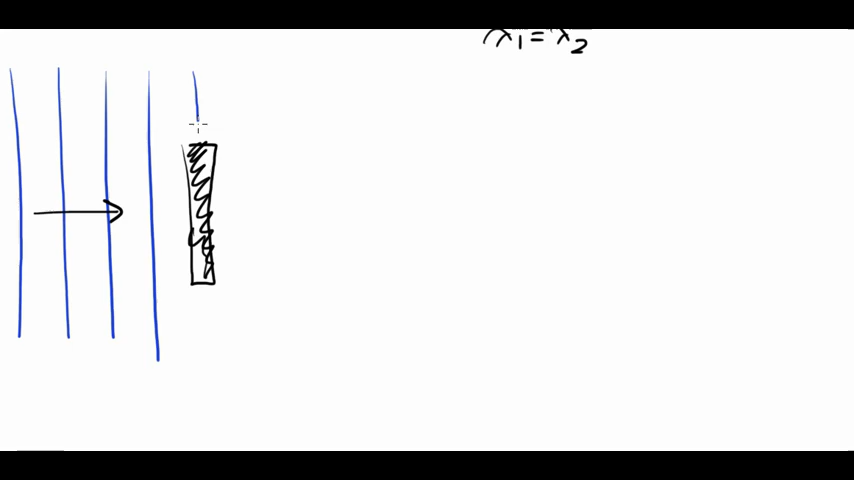 λ₁ = λ₂